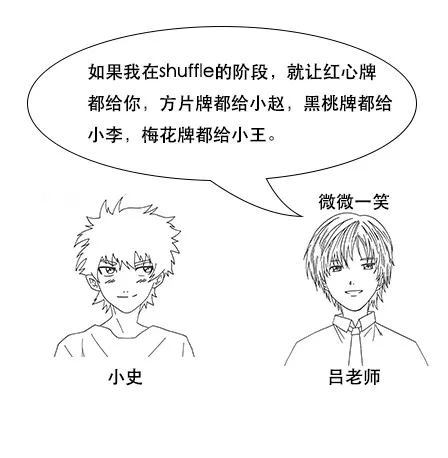 如果我在shuffle的阶段，就让红心牌
都给你，方片牌都给小赵，黑桃牌都给
小李，梅花牌都给小王。
微微一笑
小史
吕老师